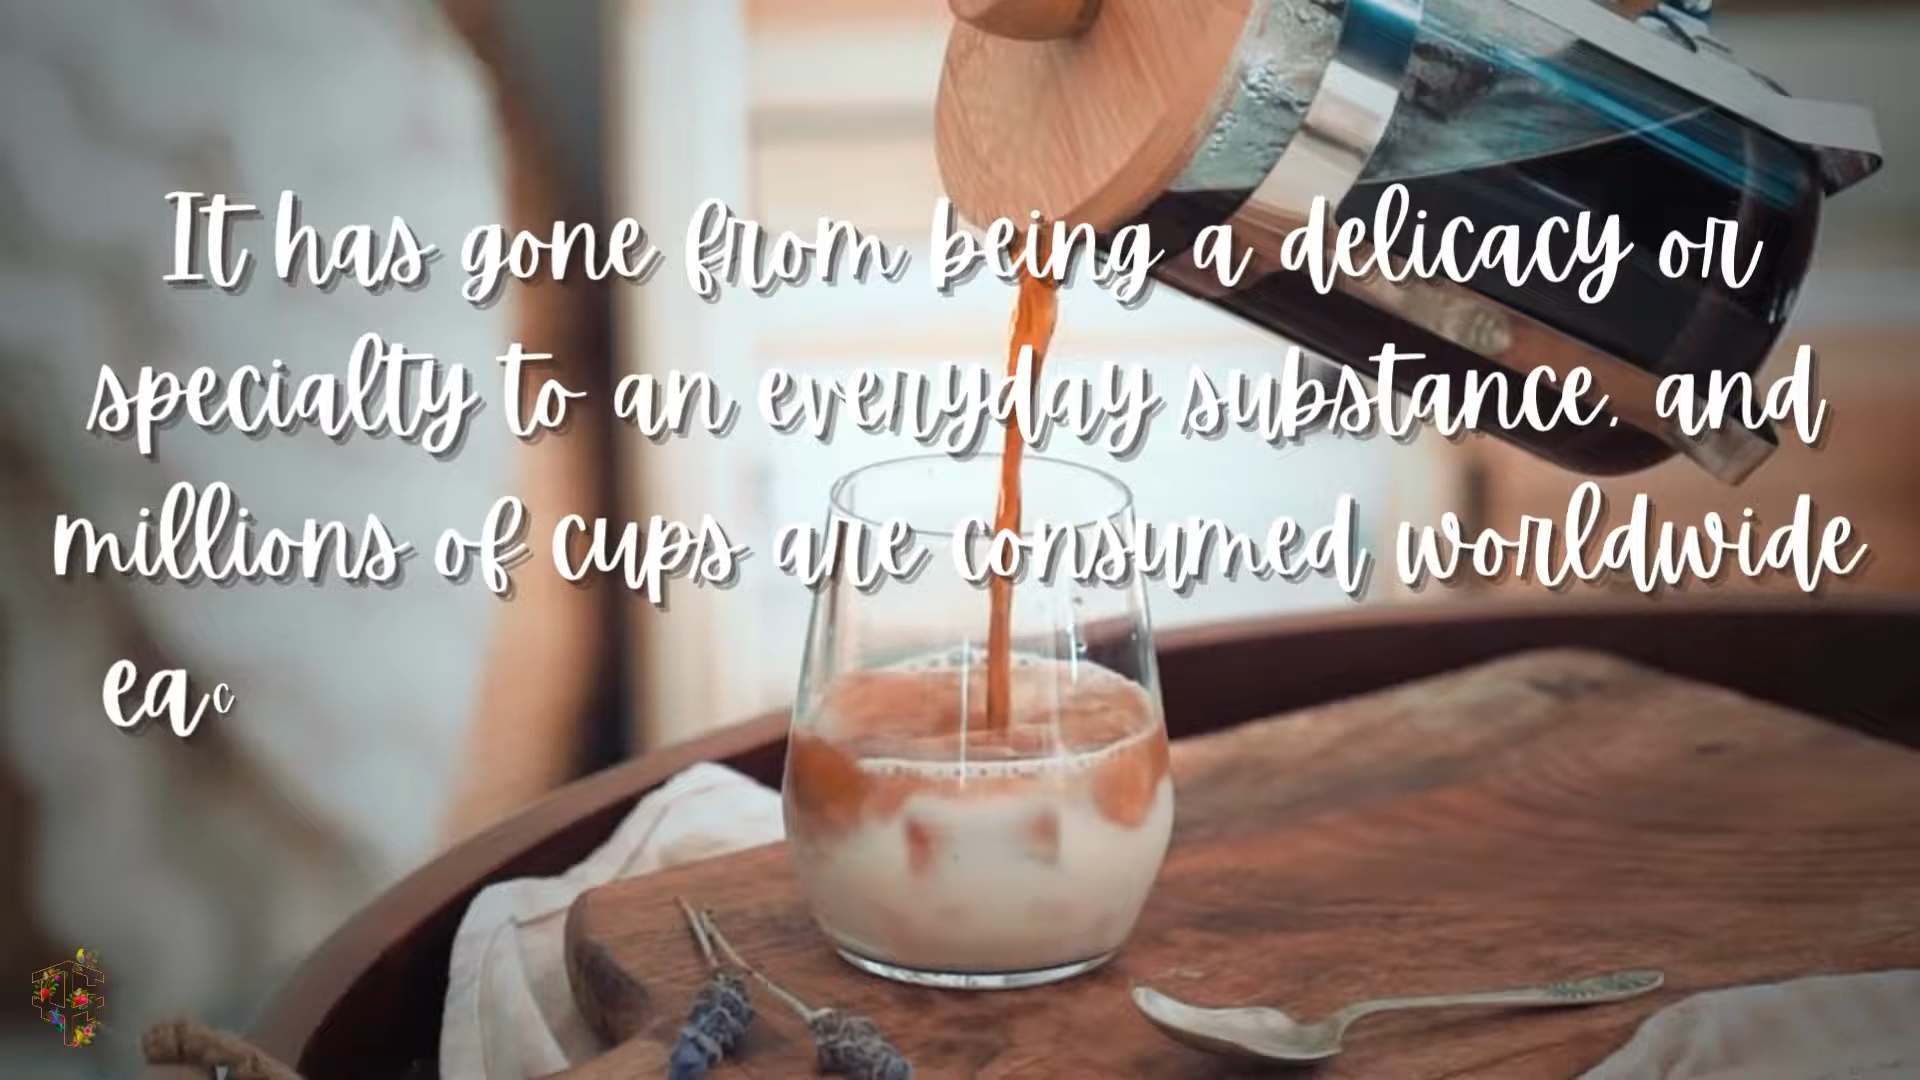 It has gone from being a delicacy or
specialty to an everyday substance, and
millions of cups are consumed worldwide
eac